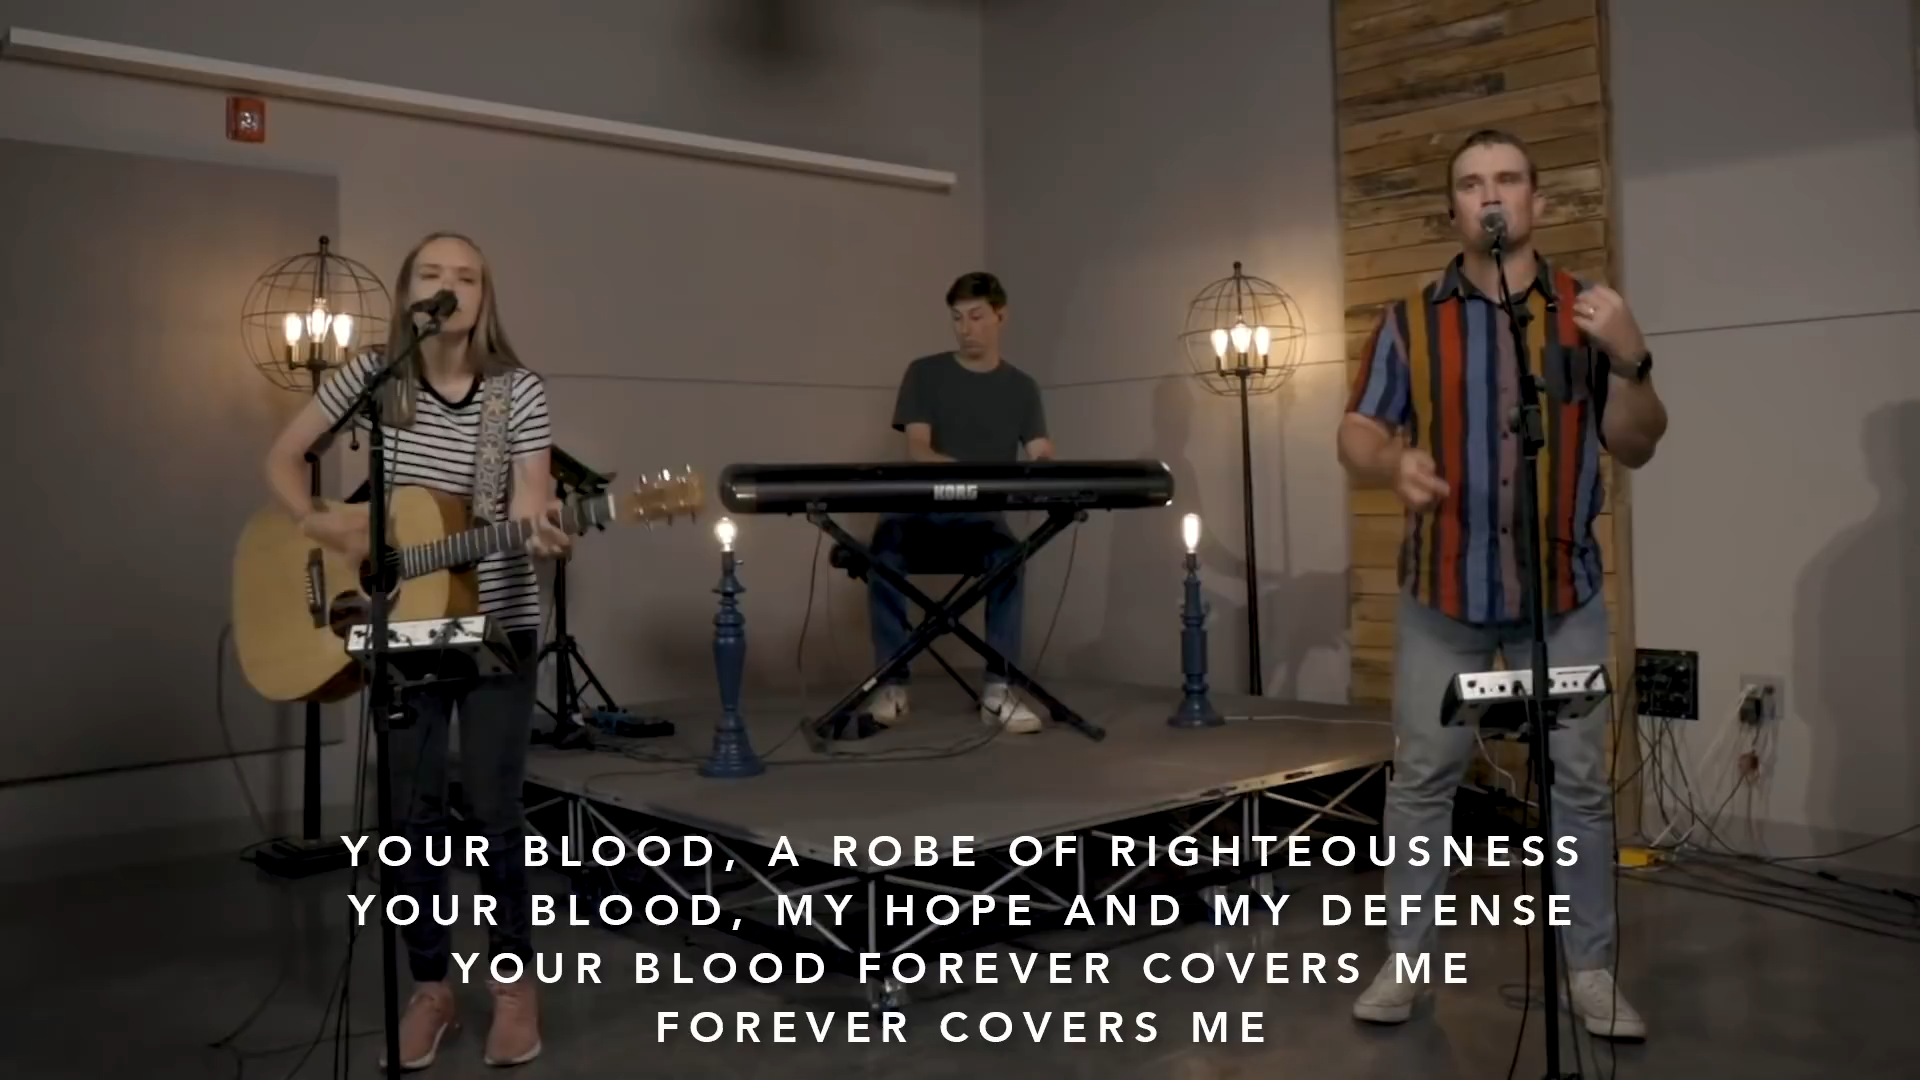 KORG
YOUR BLOOD, A ROBE OF RIGHTEOUSNESS
YOUR BLOOD, MY HOPE AND MY DEFENSE
YOUR BLOOD FOREVER COVERS ME
FOREVER COVERS ME